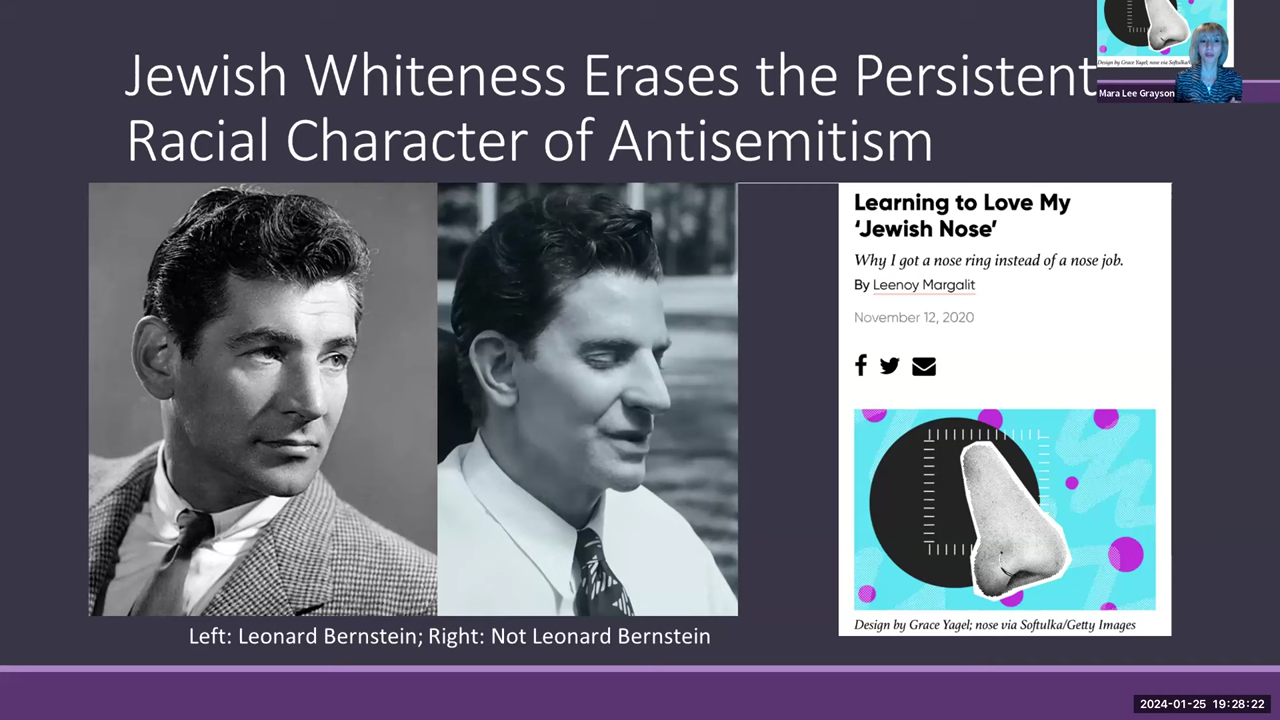 Jewish Whiteness Erases the Persistent
Racial Character of Antisemitism
Mara Lee Grayson
Learning to Love My
‘Jewish Nose’
Why I got a nose ring instead of a nose job.
By Leenoy Margalit
November 12, 2020
Design by Grace Yagel; nose via Softulka/Getty Images
Left: Leonard Bernstein; Right: Not Leonard Bernstein
2024-01-25 19:28:22